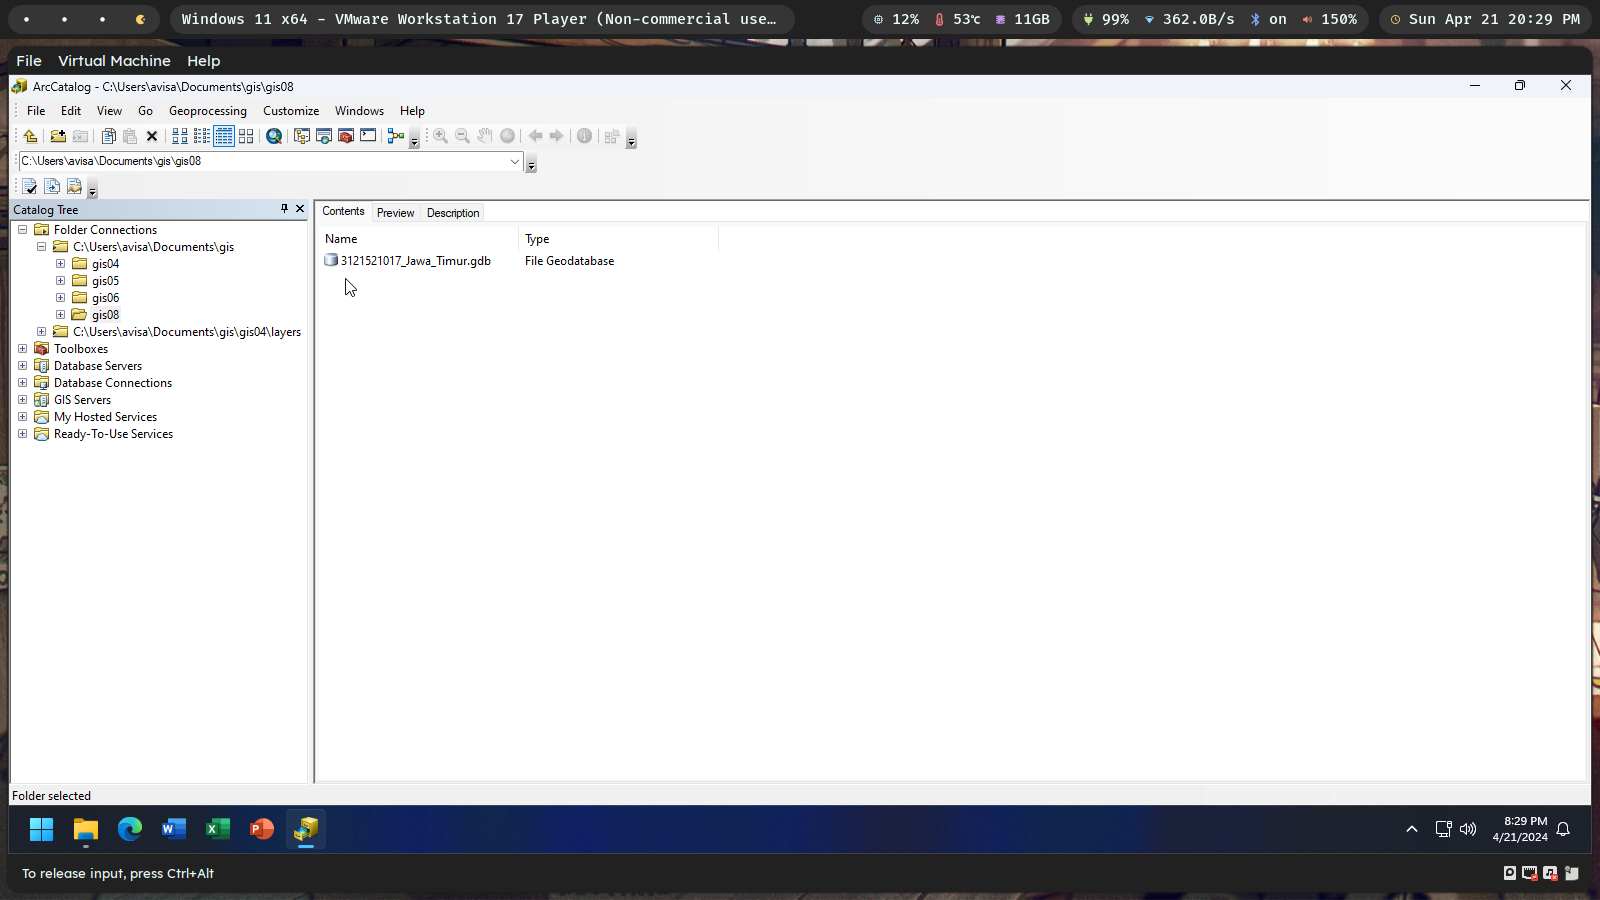 Windows 11 x64 - VMware Workstation 17 Player (Non-commercial use…
12%
53℃
11GB
99%
362.0B/s
on
150%
Sun Apr 21 20:29 PM
File Virtual Machine Help
ArcCatalog - C:\Users\avisa\Documents\gis\gis08
File Edit View Go Geoprocessing Customize Windows Help
C:\Users\avisa\Documents\gis\gis08
Catalog Tree
Folder Connections
C:\Users\avisa\Documents\gis
gis04
gis05
gis06
gis08
C:\Users\avisa\Documents\gis\gis04\layers
Toolboxes
Database Servers
Database Connections
GIS Servers
My Hosted Services
Ready-To-Use Services
Contents Preview Description
Name Type
3121521017_Jawa_Timur.gdb File Geodatabase
Folder selected
8:29 PM
4/21/2024
To release input, press Ctrl+Alt